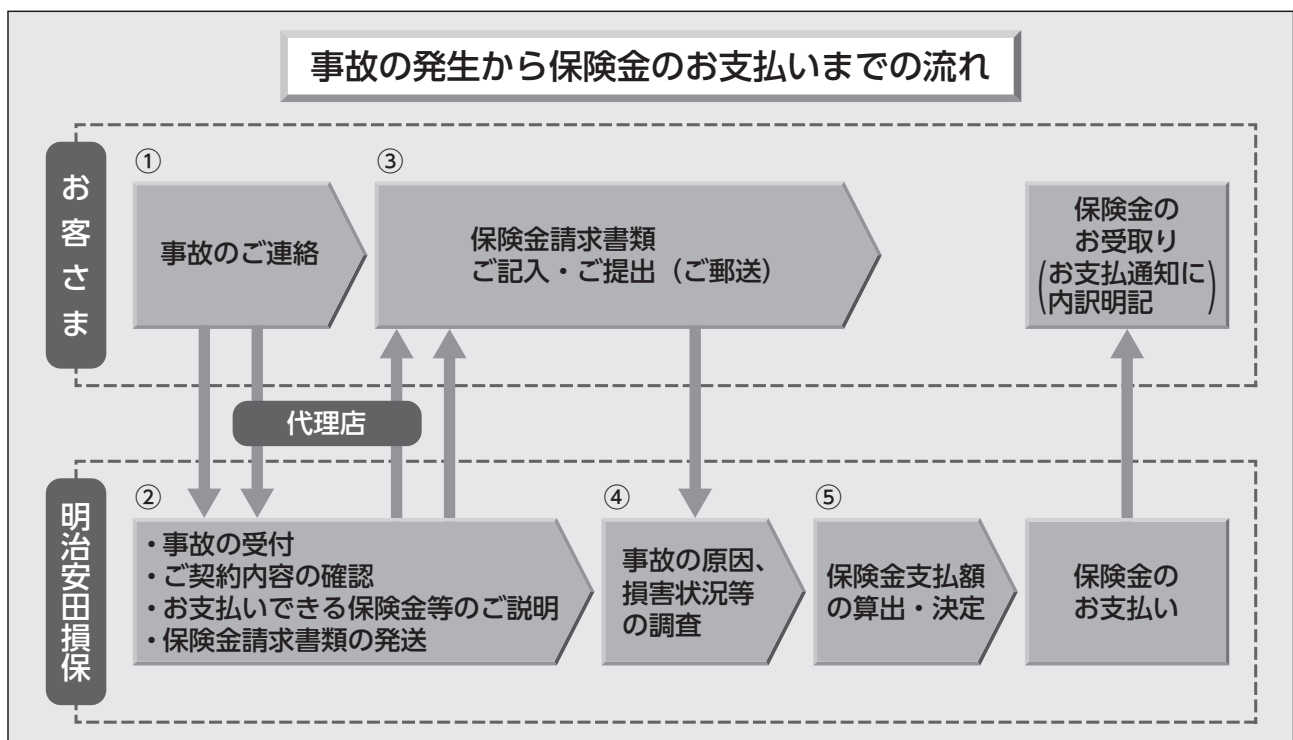 事故の発生から保険金のお支払いまでの流れ
お客さま
①
事故のご連絡
③
保険金請求書類
ご記入・ご提出（ご郵送）
保険金の
お受取り
（お支払通知に
内訳明記）
代理店
明治安田損保
②
・事故の受付
・ご契約内容の確認
・お支払いできる保険金等のご説明
・保険金請求書類の発送
④
事故の原因、
損害状況等
の調査
⑤
保険金支払額
の算出・決定
保険金の
お支払い